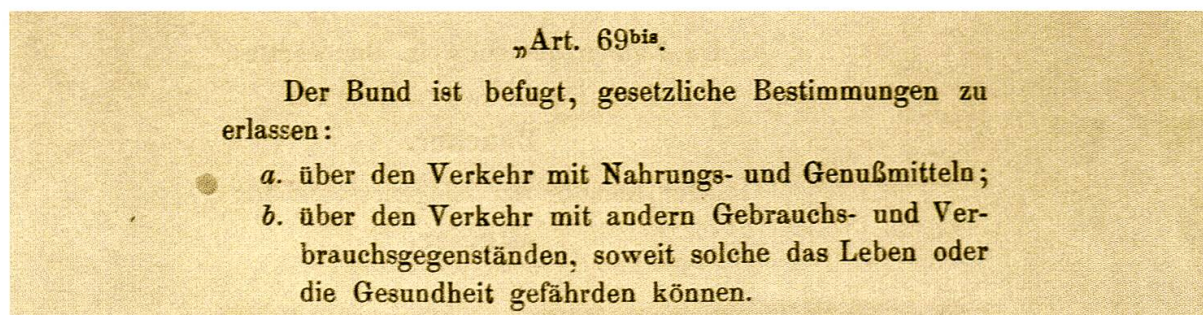 „Art. 69bis.
Der Bund ist befugt, gesetzliche Bestimmungen zu
erlassen:
a. über den Verkehr mit Nahrungs- und Genußmitteln;
b. über den Verkehr mit andern Gebrauchs- und Ver-
brauchsgegenständen, soweit solche das Leben oder
die Gesundheit gefährden können.